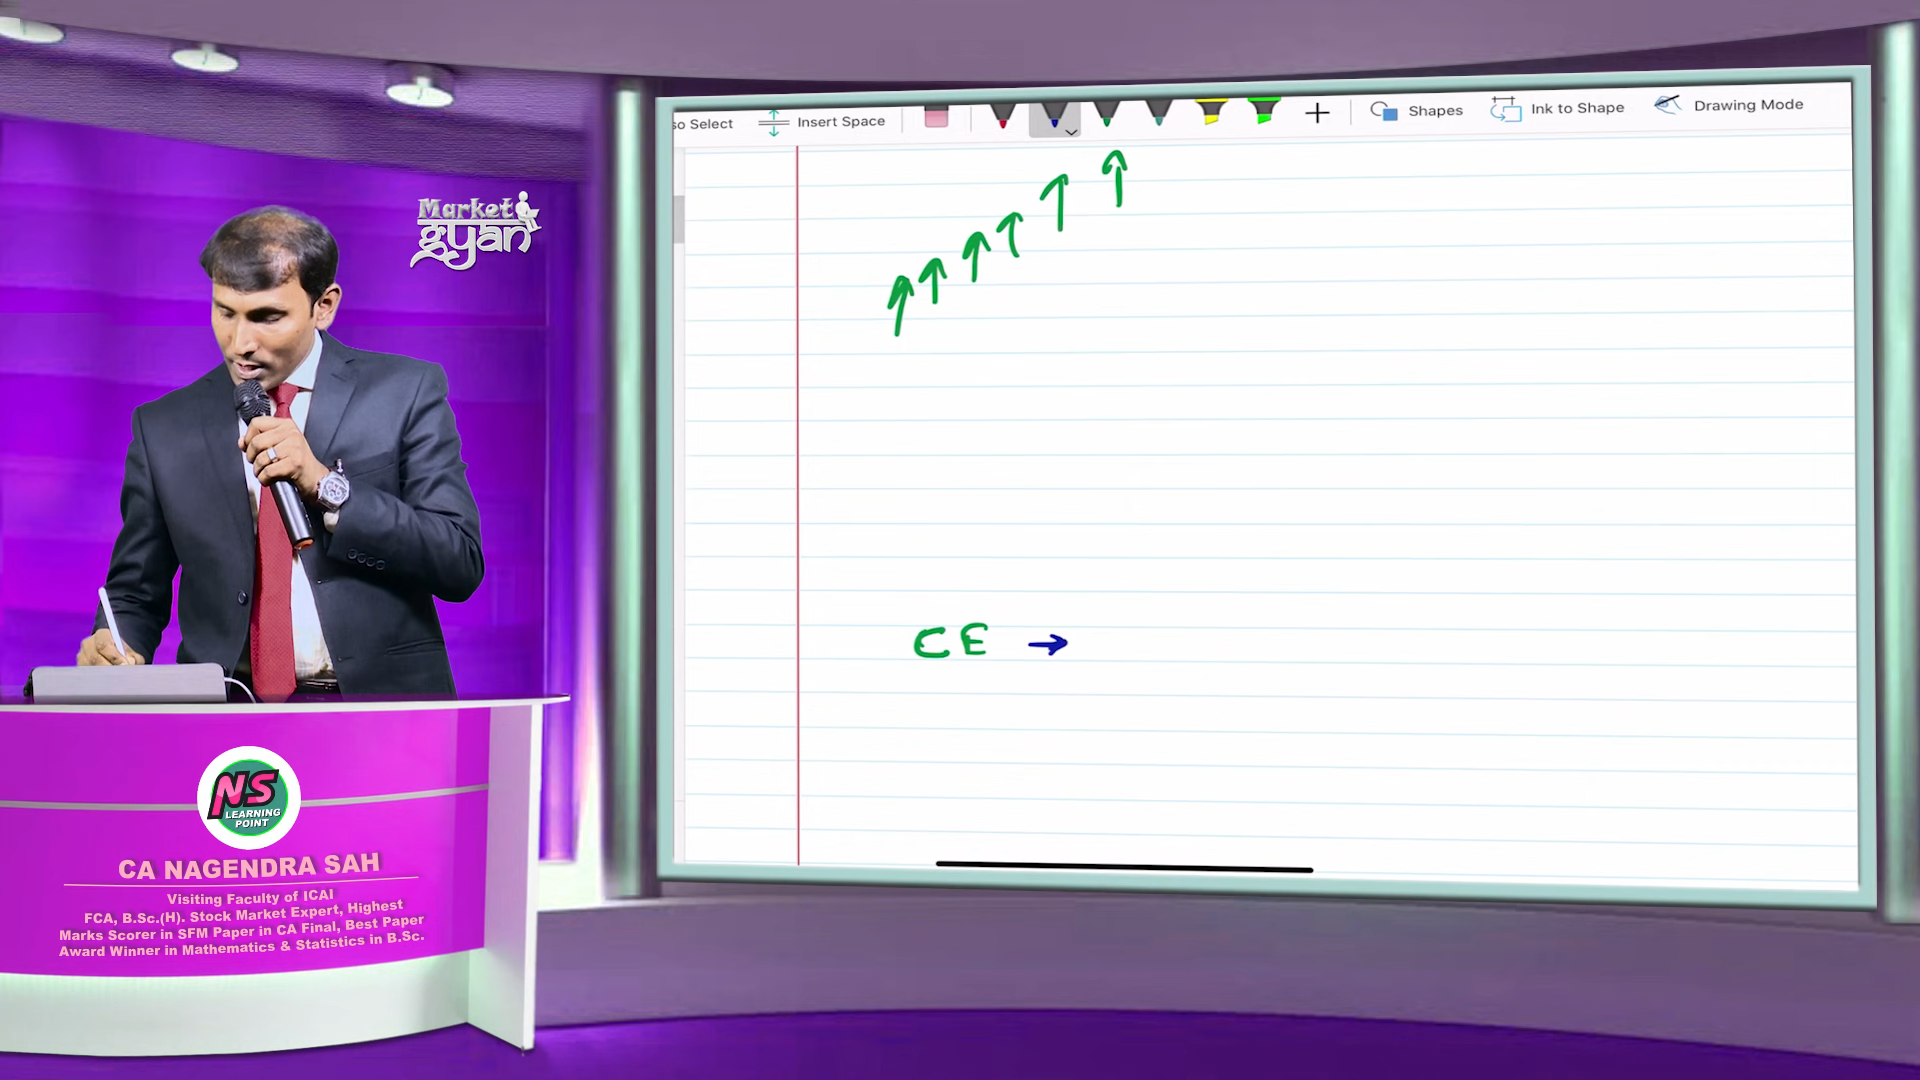 Market
gyan
so Select
Insert Space
Shapes
Ink to Shape
Drawing Mode
CE →
NS
LEARNING
POINT
CA NAGENDRA SAH
Visiting Faculty of ICAI
FCA, B.Sc.(H). Stock Market Expert, Highest
Marks Scorer in SFM Paper in CA Final, Best Paper
Award Winner in Mathematics & Statistics in B.Sc.